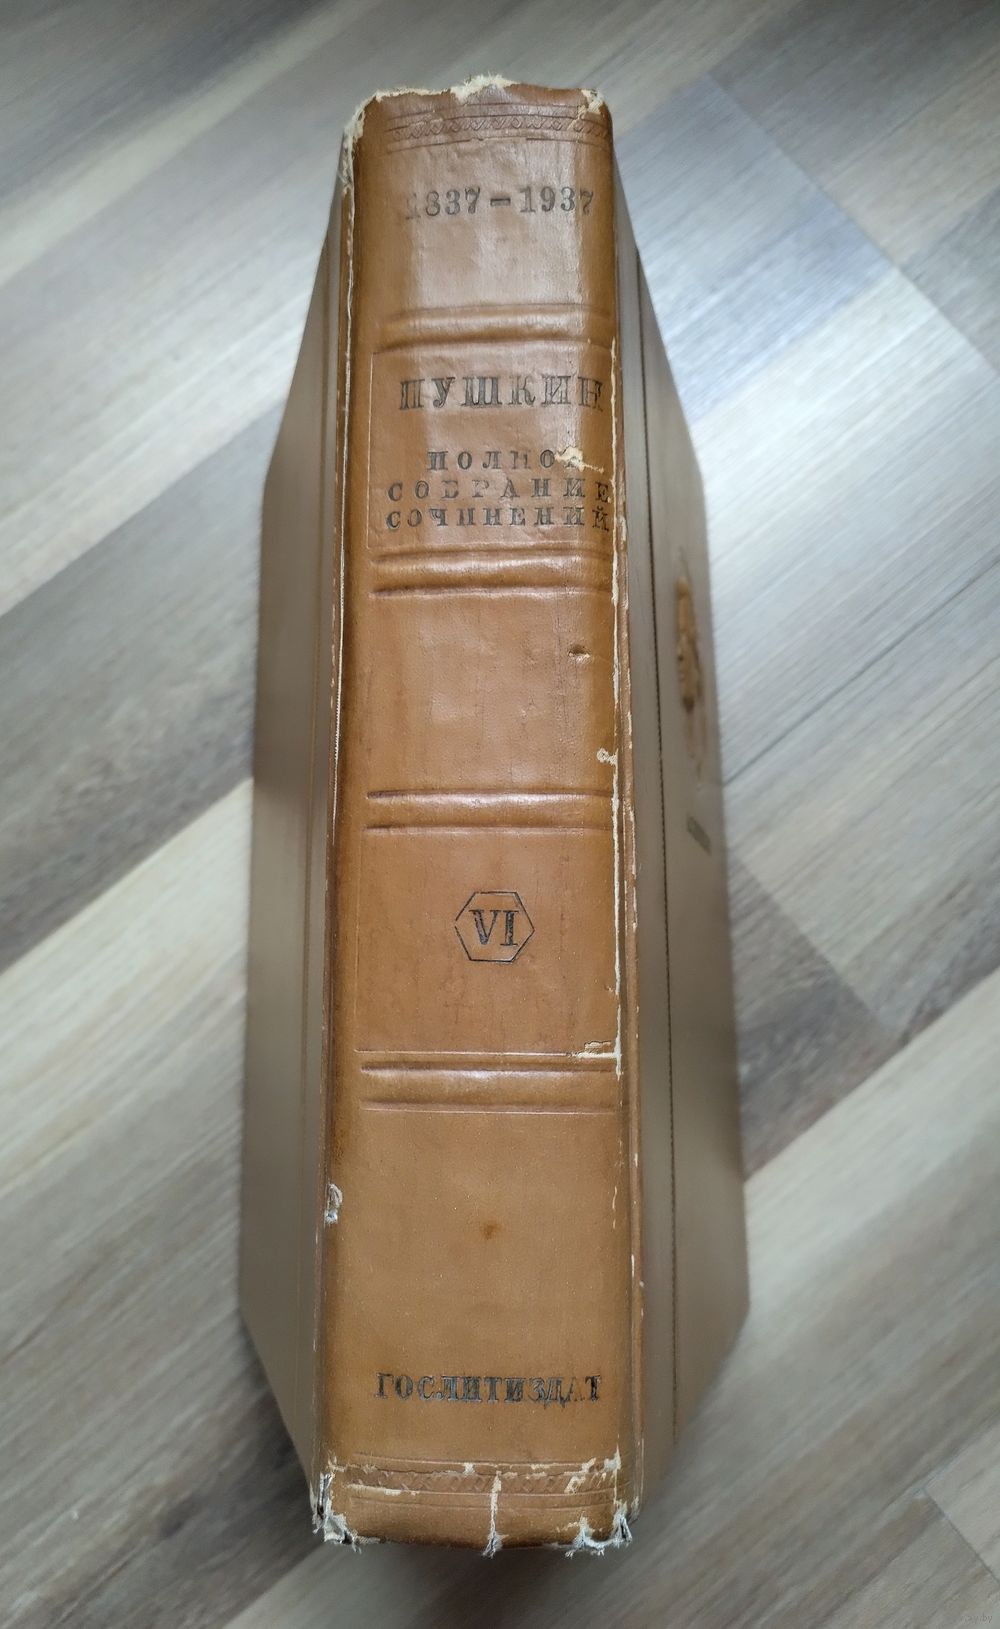 1837-1937
ПУШКИН
ПОЛНОЕ
СОБРАНИЕ
СОЧИНЕНИЙ
VI
ГОСЛИТИЗДАТ